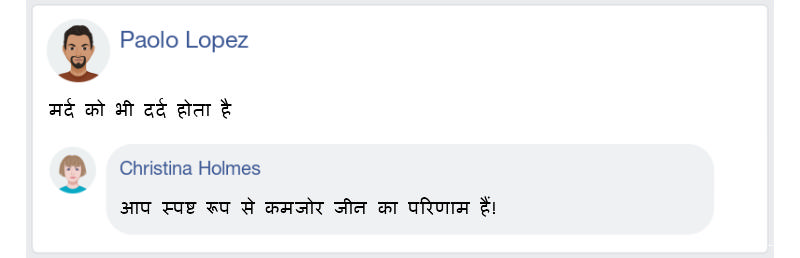 Paolo Lopez
मर्द को भी दर्द होता है
Christina Holmes
आप स्पष्ट रूप से कमजोर जीन का परिणाम हैं!